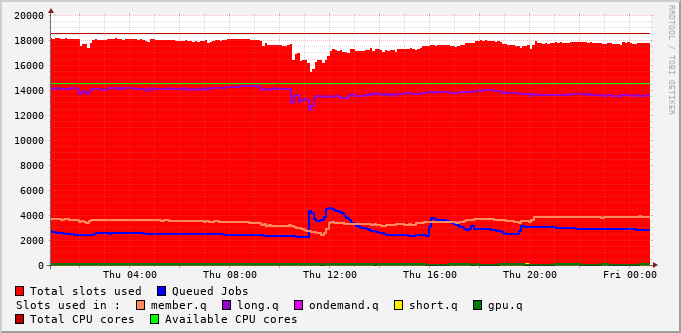 20000
18000
16000
14000
12000
10000
8000
6000
4000
2000
0
Thu 04:00 Thu 08:00 Thu 12:00 Thu 16:00 Thu 20:00 Fri 00:00
RRDTOOL / TOBI OETIKER
Total slots used Queued Jobs
Slots used in : member.q long.q ondemand.q short.q gpu.q
Total CPU cores Available CPU cores